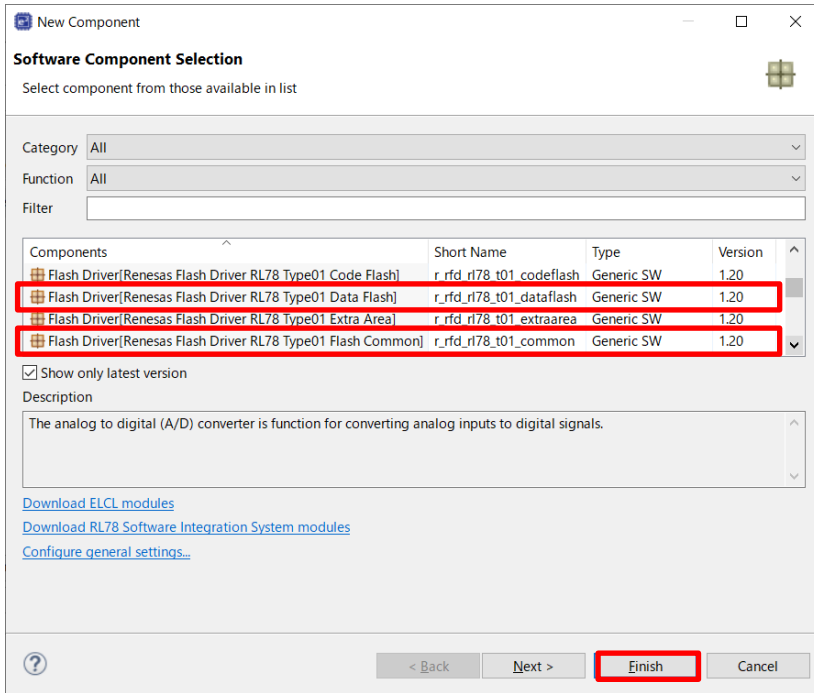 New Component
Software Component Selection
Select component from those available in list
Category All
Function All
Filter
Components Short Name Type Version
Flash Driver[Renesas Flash Driver RL78 Type01 Code Flash] r_rfd_rl78_t01_codeflash Generic SW 1.20
Flash Driver[Renesas Flash Driver RL78 Type01 Data Flash] r_rfd_rl78_t01_dataflash Generic SW 1.20
Flash Driver[Renesas Flash Driver RL78 Type01 Extra Area] r_rfd_rl78_t01_extraarea Generic SW 1.20
Flash Driver[Renesas Flash Driver RL78 Type01 Flash Common] r_rfd_rl78_t01_common Generic SW 1.20
Show only latest version
Description
The analog to digital (A/D) converter is function for converting analog inputs to digital signals.
Download ELCL modules
Download RL78 Software Integration System modules
Configure general settings...
? < Back Next > Finish Cancel